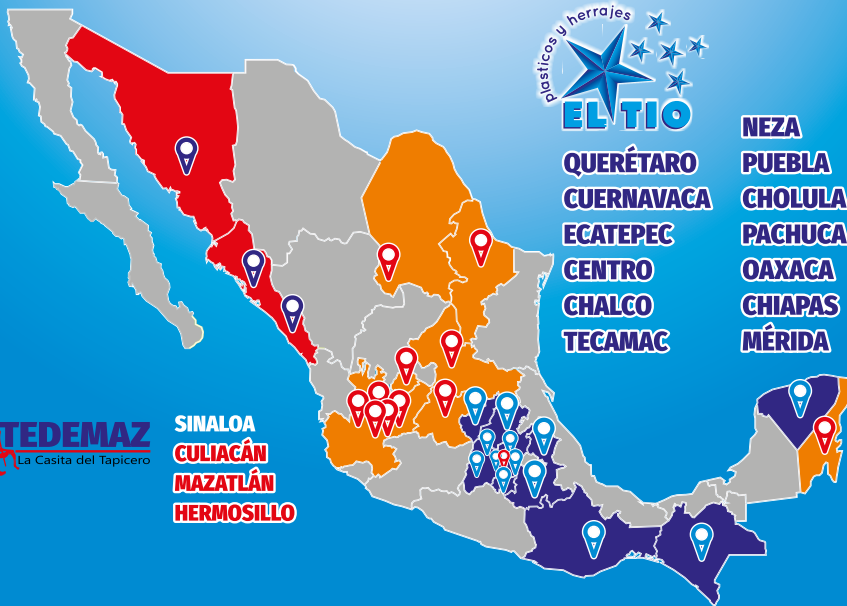 Plasticos y herrajes
EL TIO
QUERÉTARO
CUERNAVACA
ECATEPEC
CENTRO
CHALCO
TECAMAC
NEZA
PUEBLA
CHOLULA
PACHUCA
OAXACA
CHIAPAS
MÉRIDA
TEDEMAZ
La Casita del Tapicero
SINALOA
CULIACÁN
MAZATLÁN
HERMOSILLO